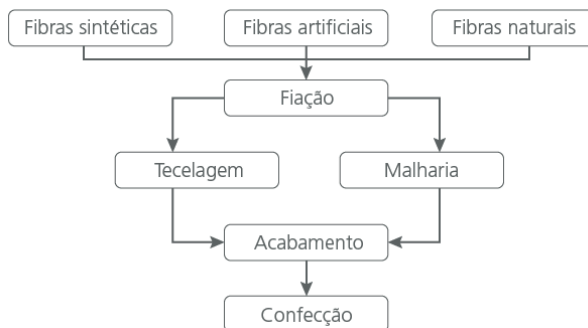 Fibras sintéticas
Fibras artificiais
Fibras naturais
Fiação
Tecelagem
Malharia
Acabamento
Confecção